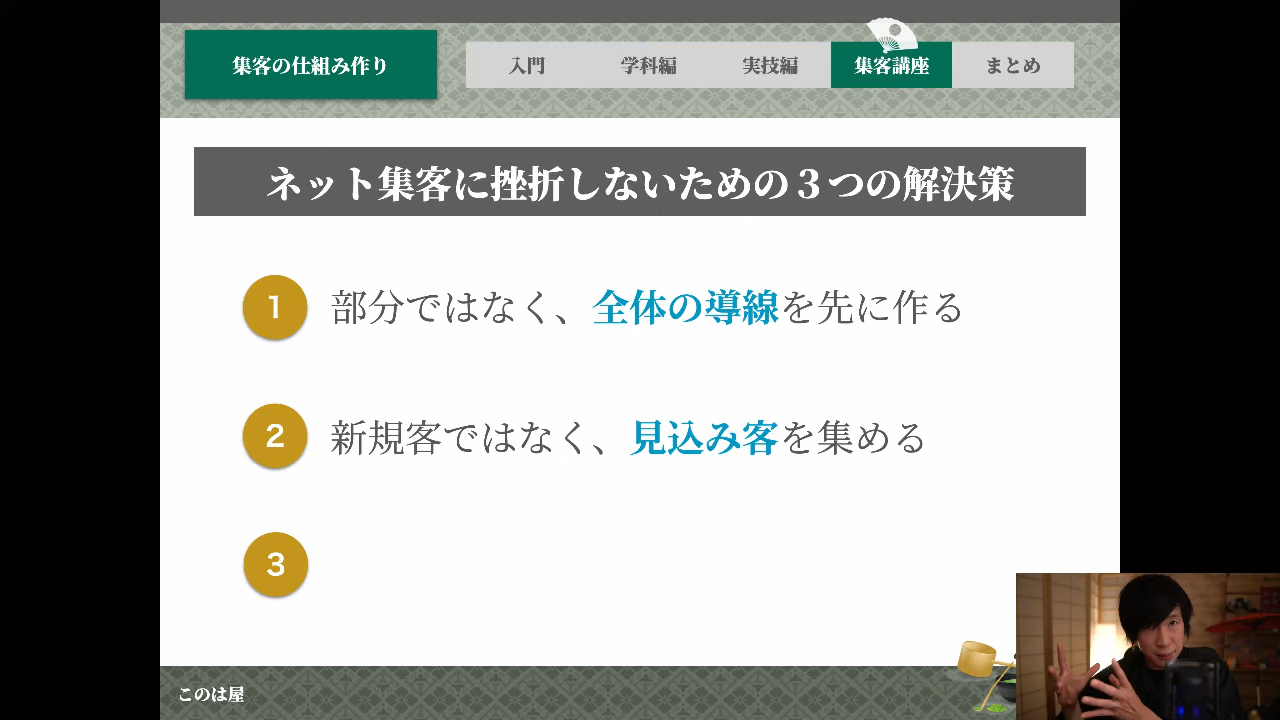 集客の仕組み作り
入門 学科編 実技編 集客講座 まとめ
ネット集客に挫折しないための３つの解決策
1 部分ではなく、全体の導線を先に作る
2 新規客ではなく、見込み客を集める
3
このは屋